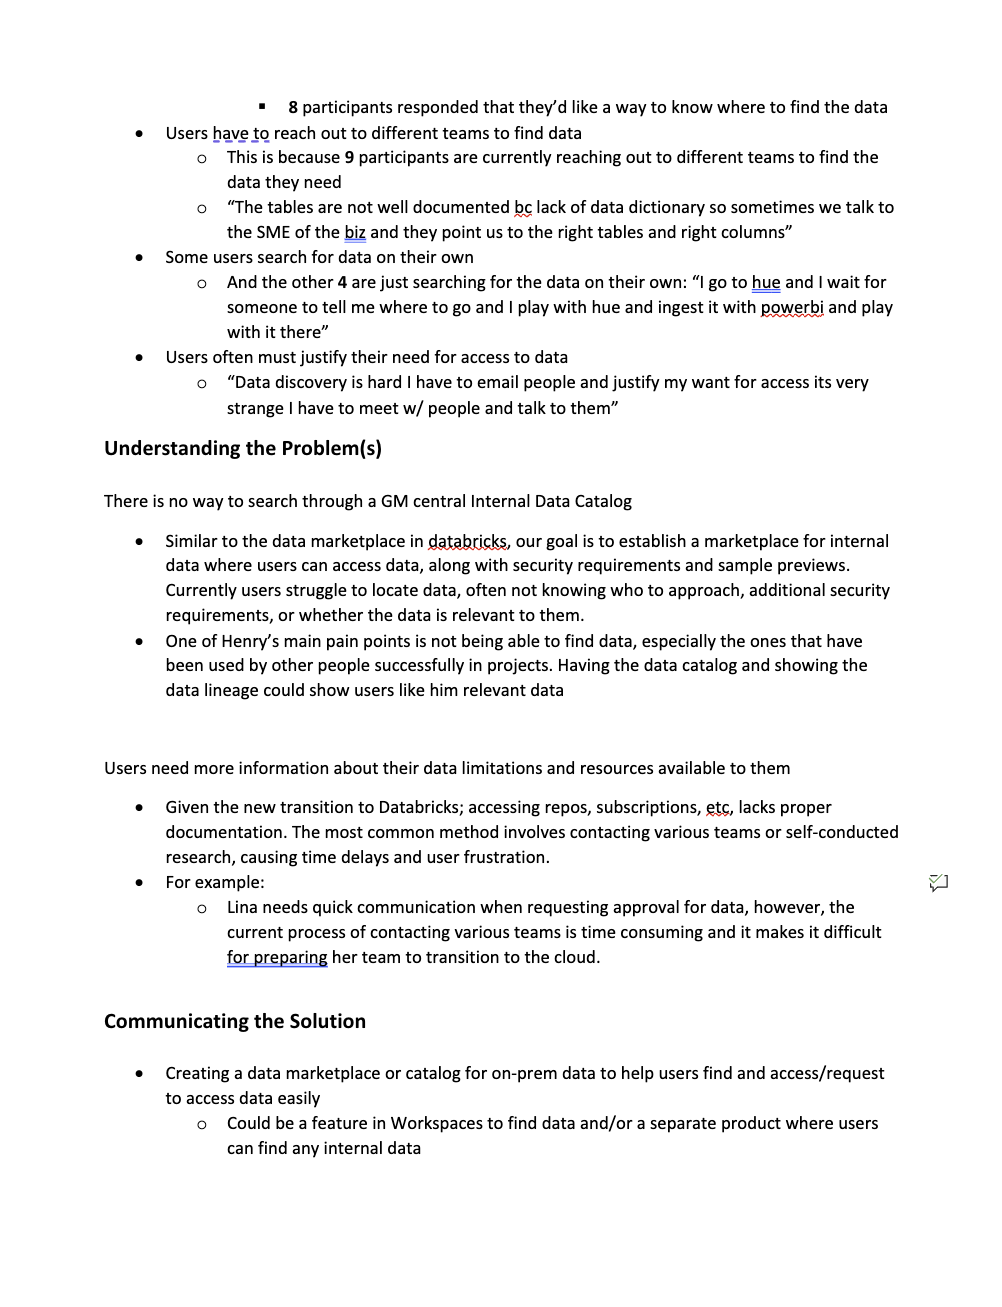 ▪ 8 participants responded that they’d like a way to know where to find the data
• Users have to reach out to different teams to find data
o This is because 9 participants are currently reaching out to different teams to find the
data they need
o “The tables are not well documented bc lack of data dictionary so sometimes we talk to
the SME of the biz and they point us to the right tables and right columns”
• Some users search for data on their own
o And the other 4 are just searching for the data on their own: “I go to hue and I wait for
someone to tell me where to go and I play with hue and ingest it with powerbi and play
with it there”
• Users often must justify their need for access to data
o “Data discovery is hard I have to email people and justify my want for access its very
strange I have to meet w/ people and talk to them”
Understanding the Problem(s)
There is no way to search through a GM central Internal Data Catalog
• Similar to the data marketplace in databricks, our goal is to establish a marketplace for internal
data where users can access data, along with security requirements and sample previews.
Currently users struggle to locate data, often not knowing who to approach, additional security
requirements, or whether the data is relevant to them.
• One of Henry’s main pain points is not being able to find data, especially the ones that have
been used by other people successfully in projects. Having the data catalog and showing the
data lineage could show users like him relevant data
Users need more information about their data limitations and resources available to them
• Given the new transition to Databricks; accessing repos, subscriptions, etc, lacks proper
documentation. The most common method involves contacting various teams or self-conducted
research, causing time delays and user frustration.
• For example:
o Lina needs quick communication when requesting approval for data, however, the
current process of contacting various teams is time consuming and it makes it difficult
for preparing her team to transition to the cloud.
Communicating the Solution
• Creating a data marketplace or catalog for on-prem data to help users find and access/request
to access data easily
o Could be a feature in Workspaces to find data and/or a separate product where users
can find any internal data